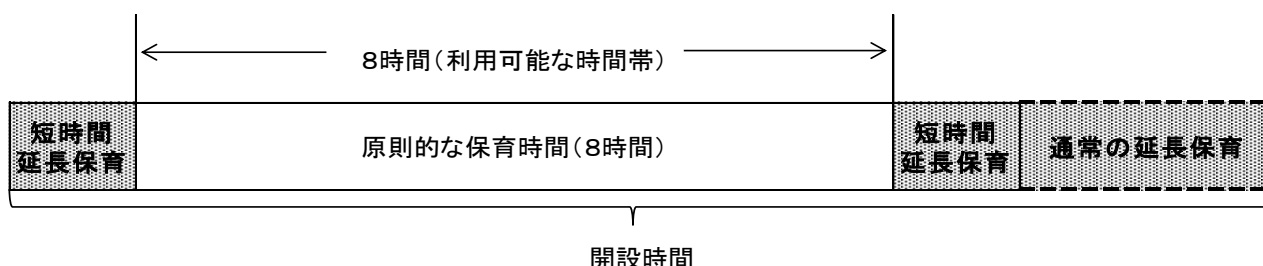 8時間(利用可能な時間帯)
短時間
延長保育
原則的な保育時間(8時間)
短時間
延長保育
通常の延長保育
開設時間